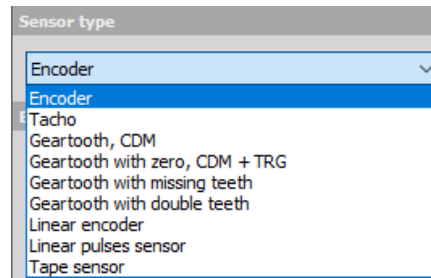 Sensor type
Encoder
Encoder
Tacho
Geartooth, CDM
Geartooth with zero, CDM + TRG
Geartooth with missing teeth
Geartooth with double teeth
Linear encoder
Linear pulses sensor
Tape sensor